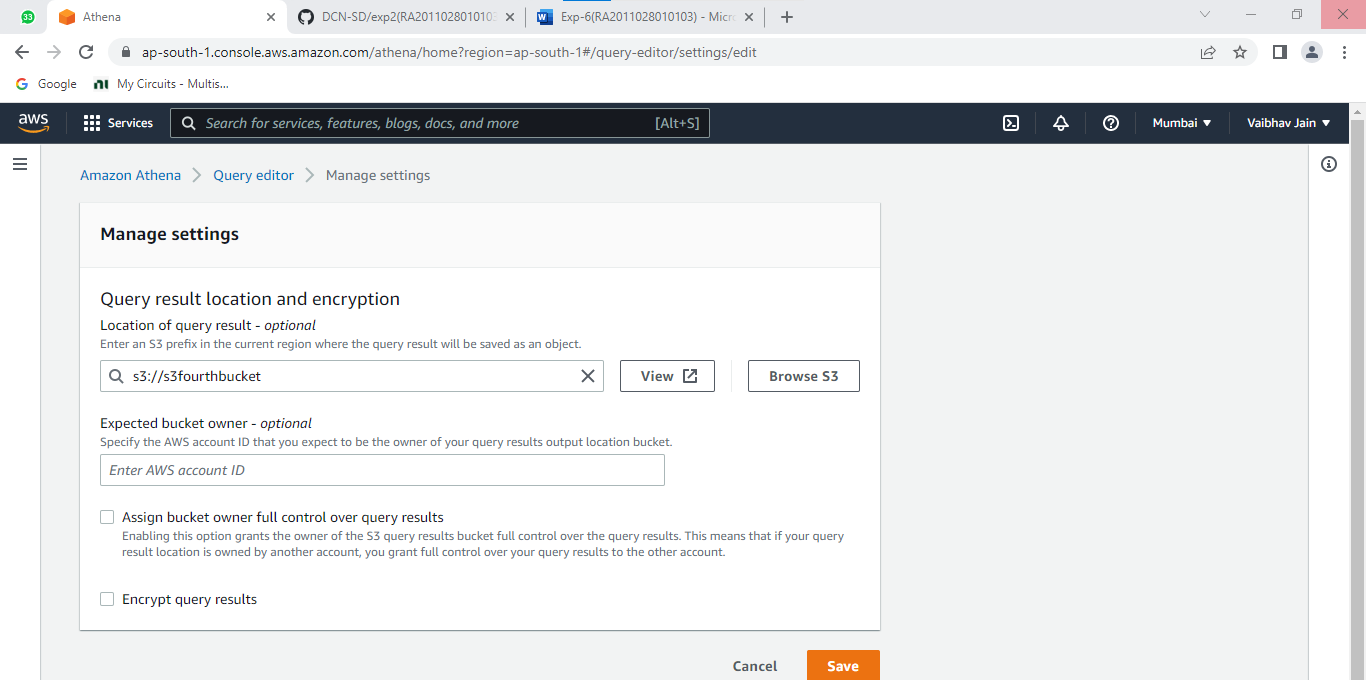 33
Athena
DCN-SD/exp2(RA2011028010103
Exp-6(RA2011028010103) - Micro
ap-south-1.console.aws.amazon.com/athena/home?region=ap-south-1#/query-editor/settings/edit
Google
My Circuits - Multis...
aws
Services
Search for services, features, blogs, docs, and more
[Alt+S]
Mumbai
Vaibhav Jain
Amazon Athena
Query editor
Manage settings
Manage settings
Query result location and encryption
Location of query result - optional
Enter an S3 prefix in the current region where the query result will be saved as an object.
s3://s3fourthbucket
View
Browse S3
Expected bucket owner - optional
Specify the AWS account ID that you expect to be the owner of your query results output location bucket.
Enter AWS account ID
Assign bucket owner full control over query results
Enabling this option grants the owner of the S3 query results bucket full control over the query results. This means that if your query
result location is owned by another account, you grant full control over your query results to the other account.
Encrypt query results
Cancel
Save